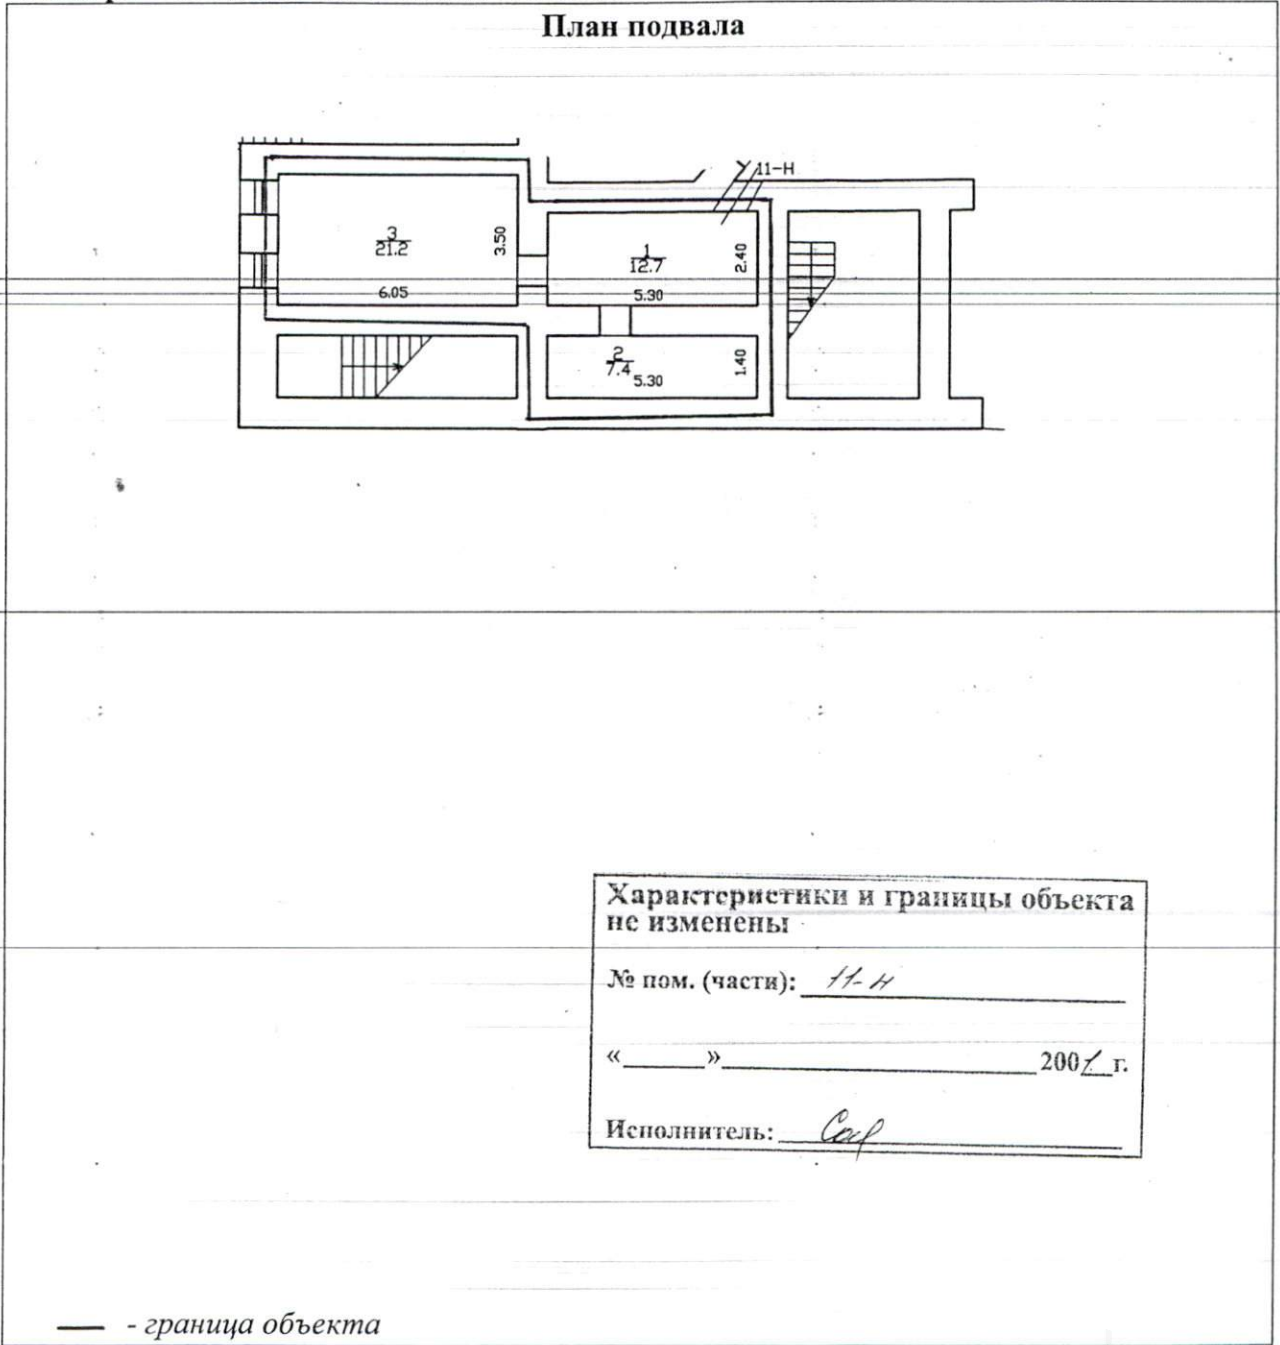 План подвала
11-Н
3
21.2
3.50
6.05
1
12.7
2.40
5.30
2
7.4
1.40
5.30
Характеристики и границы объекта
не изменены
№ пом. (части): 11-н
« » 200 г.
Исполнитель:
- граница объекта